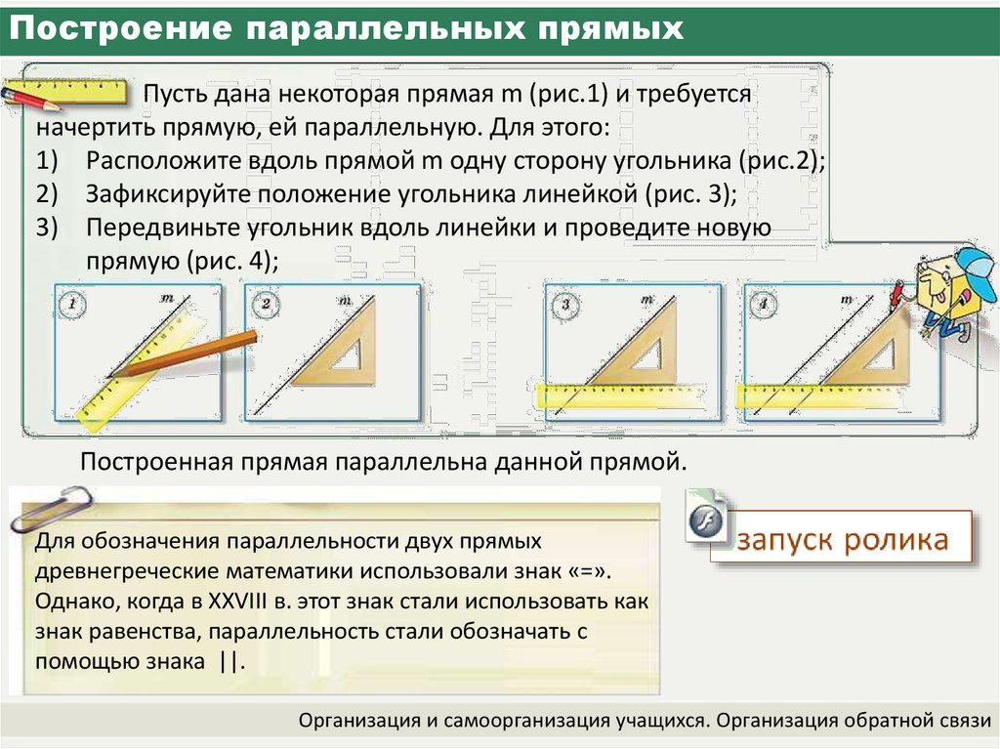 Построение параллельных прямых
Пусть дана некоторая прямая m (рис.1) и требуется
начертить прямую, ей параллельную. Для этого:
1) Расположите вдоль прямой m одну сторону угольника (рис.2);
2) Зафиксируйте положение угольника линейкой (рис. 3);
3) Передвиньте угольник вдоль линейки и проведите новую
прямую (рис. 4);
1 m
2 m
3 m
4 m
Построенная прямая параллельна данной прямой.
Для обозначения параллельности двух прямых
древнегреческие математики использовали знак «=».
Однако, когда в XXVIII в. этот знак стали использовать как
знак равенства, параллельность стали обозначать с
помощью знака ||.
запуск ролика
Организация и самоорганизация учащихся. Организация обратной связи